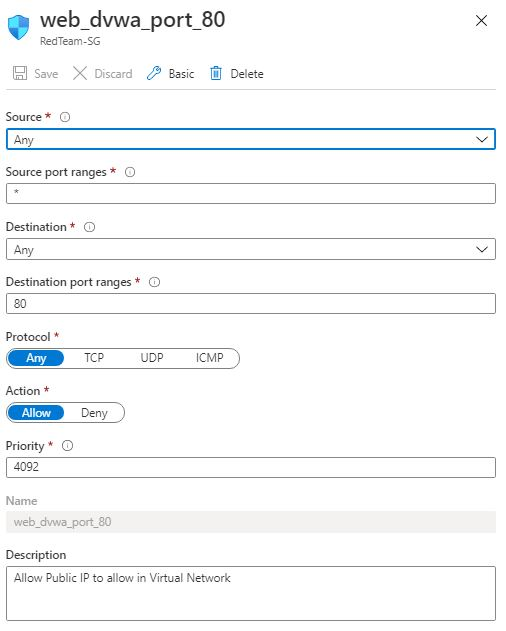 web_dvwa_port_80
RedTeam-SG
Save Discard Basic Delete
Source *
Any
Source port ranges *
*
Destination *
Any
Destination port ranges *
80
Protocol *
Any TCP UDP ICMP
Action *
Allow Deny
Priority *
4092
Name
web_dvwa_port_80
Description
Allow Public IP to allow in Virtual Network